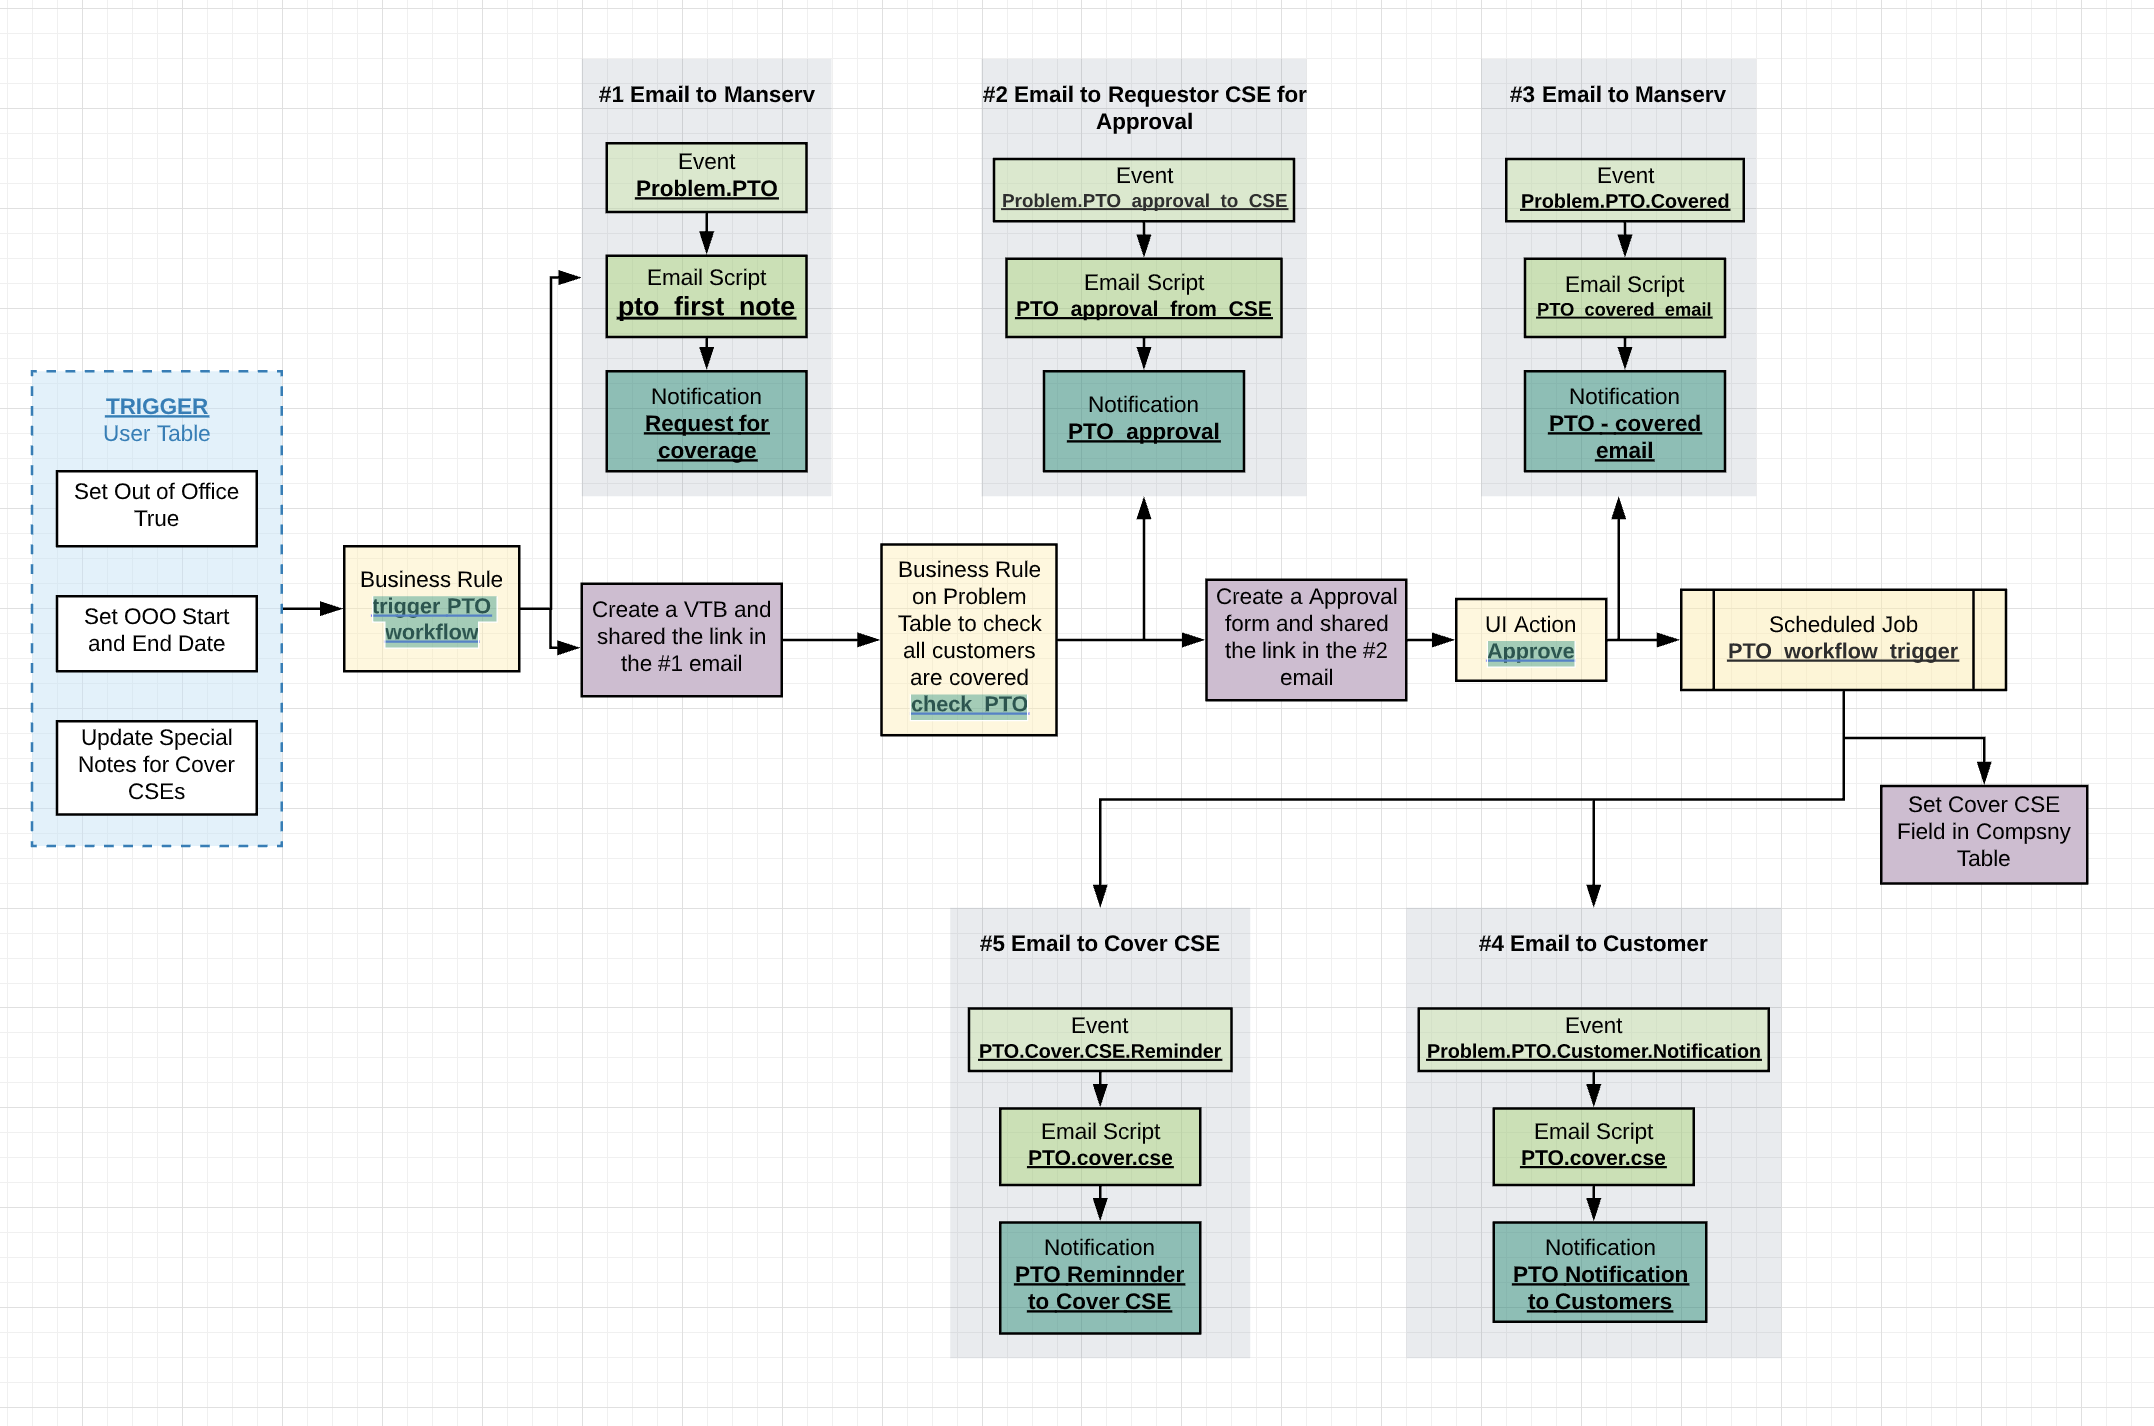 #1 Email to Manserv
Event
Problem.PTO
Email Script
pto_first_note
Notification
Request for
coverage
#2 Email to Requestor CSE for
Approval
Event
Problem.PTO_approval_to_CSE
Email Script
PTO_approval_from_CSE
Notification
PTO_approval
#3 Email to Manserv
Event
Problem.PTO.Covered
Email Script
PTO_covered_email
Notification
PTO - covered
email
TRIGGER
User Table
Set Out of Office
True
Set OOO Start
and End Date
Update Special
Notes for Cover
CSEs
Business Rule
trigger PTO
workflow
Create a VTB and
shared the link in
the #1 email
Business Rule
on Problem
Table to check
all customers
are covered
check_PTO
Create a Approval
form and shared
the link in the #2
email
UI Action
Approve
Scheduled Job
PTO_workflow_trigger
Set Cover CSE
Field in Compsny
Table
#5 Email to Cover CSE
Event
PTO.Cover.CSE.Reminder
Email Script
PTO.cover.cse
Notification
PTO Reminnder
to Cover CSE
#4 Email to Customer
Event
Problem.PTO.Customer.Notification
Email Script
PTO.cover.cse
Notification
PTO Notification
to Customers